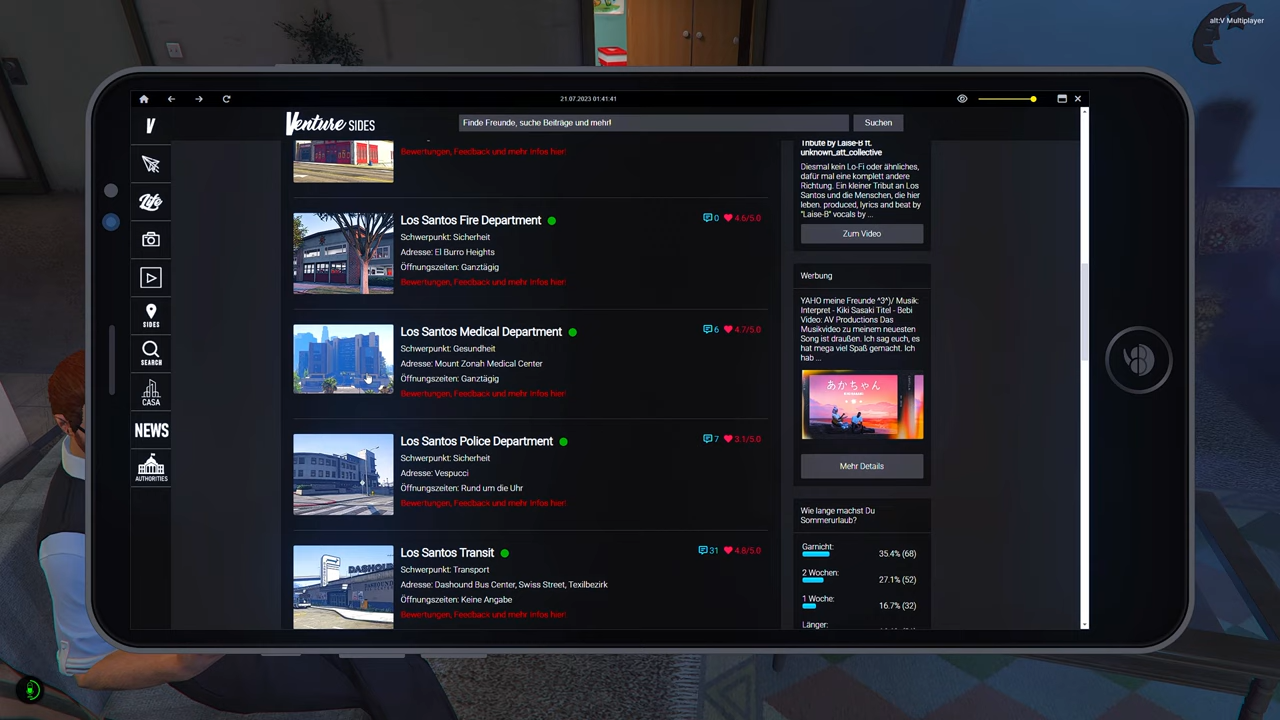 alt:V Multiplayer
21.07.2023 01:41:41
V
Life
SIDES
SEARCH
CASA
NEWS
AUTHORITIES
Venture SIDES
Finde Freunde, suche Beiträge und mehr!
Suchen
Bewertungen, Feedback und mehr Infos hier!
Los Santos Fire Department
0 4.6/5.0
Schwerpunkt: Sicherheit
Adresse: El Burro Heights
Öffnungszeiten: Ganztägig
Bewertungen, Feedback und mehr Infos hier!
Los Santos Medical Department
6 4.7/5.0
Schwerpunkt: Gesundheit
Adresse: Mount Zonah Medical Center
Öffnungszeiten: Ganztägig
Bewertungen, Feedback und mehr Infos hier!
Los Santos Police Department
7 3.1/5.0
Schwerpunkt: Sicherheit
Adresse: Vespucci
Öffnungszeiten: Rund um die Uhr
Bewertungen, Feedback und mehr Infos hier!
DASHOUND
Los Santos Transit
31 4.8/5.0
Schwerpunkt: Transport
Adresse: Dashound Bus Center, Swiss Street, Texilbezirk
Öffnungszeiten: Keine Angabe
Bewertungen, Feedback und mehr Infos hier!
Tribute by Laise-B ft.
unknown_att_collective
Diesmal kein Lo-Fi oder ähnliches,
dafür mal eine komplett andere
Richtung. Ein kleiner Tribut an Los
Santos und die Menschen, die hier
leben. produced, lyrics and beat by
"Laise-B" vocals by ...
Zum Video
Werbung
YAHO meine Freunde ^3^)/ Musik:
Interpret - Kiki Sasaki Titel - Bebi
Video: AV Productions Das
Musikvideo zu meinem neuesten
Song ist draußen. Ich sag euch, es
hat mega viel Spaß gemacht. Ich
hab ...
あかちゃん
Mehr Details
Wie lange machst Du
Sommerurlaub?
Garnicht:
35.4% (68)
2 Wochen:
27.1% (52)
1 Woche:
16.7% (32)
Länger: